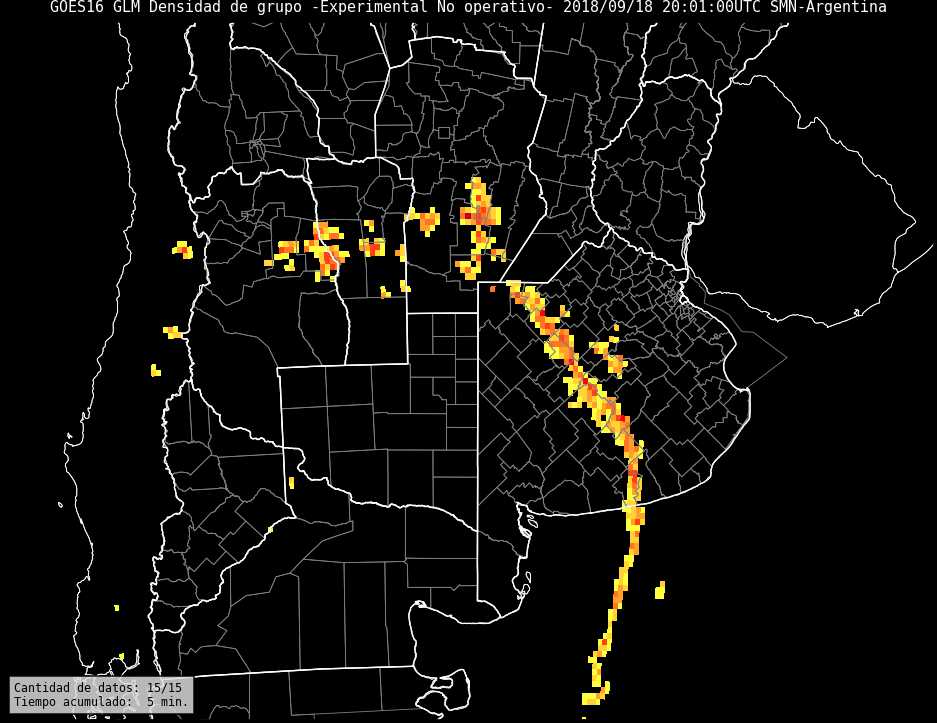 GOES16 GLM Densidad de grupo -Experimental No operativo- 2018/09/18 20:01:00UTC SMN-Argentina
Cantidad de datos: 15/15
Tiempo acumulado:  5 min.